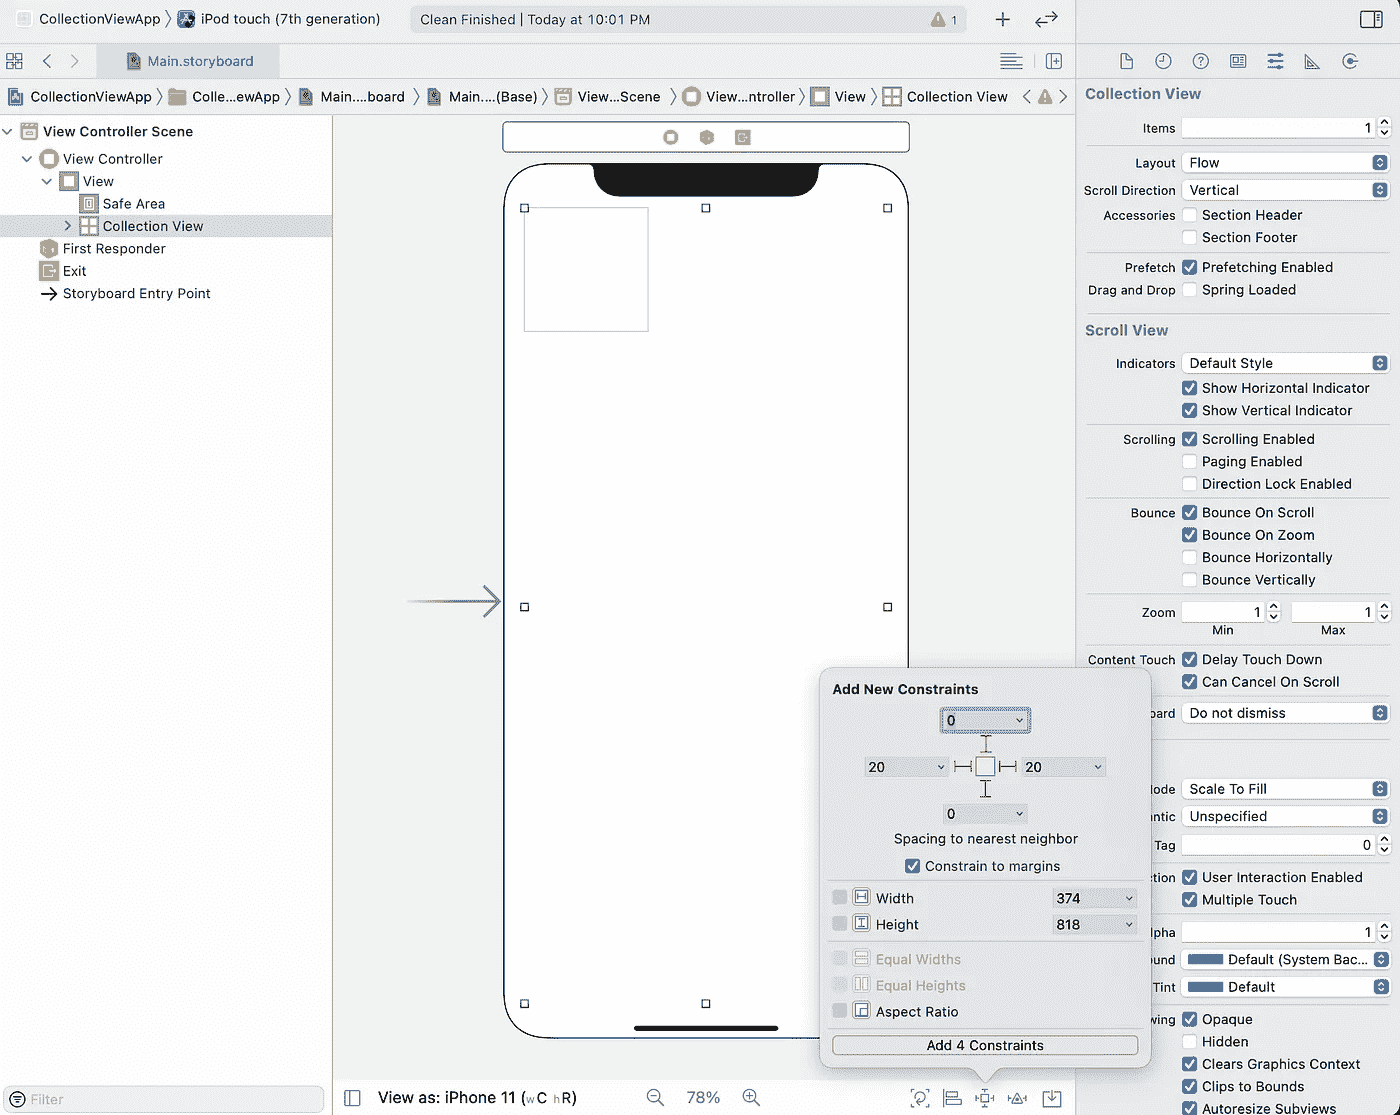 CollectionViewApp iPod touch (7th generation) Clean Finished | Today at 10:01 PM 1
Main.storyboard
CollectionViewApp Colle...ewApp Main....board Main....(Base) View...Scene View...ntroller View Collection View
View Controller Scene
View Controller
View
Safe Area
Collection View
First Responder
Exit
Storyboard Entry Point
Filter
View as: iPhone 11 (wC hR) 78%
Add New Constraints
0
20 20
0
Spacing to nearest neighbor
Constrain to margins
Width 374
Height 818
Equal Widths
Equal Heights
Aspect Ratio
Add 4 Constraints
Collection View
Items 1
Layout Flow
Scroll Direction Vertical
Accessories Section Header
Section Footer
Prefetch Prefetching Enabled
Drag and Drop Spring Loaded
Scroll View
Indicators Default Style
Show Horizontal Indicator
Show Vertical Indicator
Scrolling Scrolling Enabled
Paging Enabled
Direction Lock Enabled
Bounce Bounce On Scroll
Bounce On Zoom
Bounce Horizontally
Bounce Vertically
Zoom 1 1
Min Max
Content Touch Delay Touch Down
Can Cancel On Scroll
ard Do not dismiss
ode Scale To Fill
ntic Unspecified
Tag 0
tion User Interaction Enabled
Multiple Touch
lpha 1
und Default (System Bac...
Tint Default
wing Opaque
Hidden
Clears Graphics Context
Clips to Bounds
Autoresize Subviews